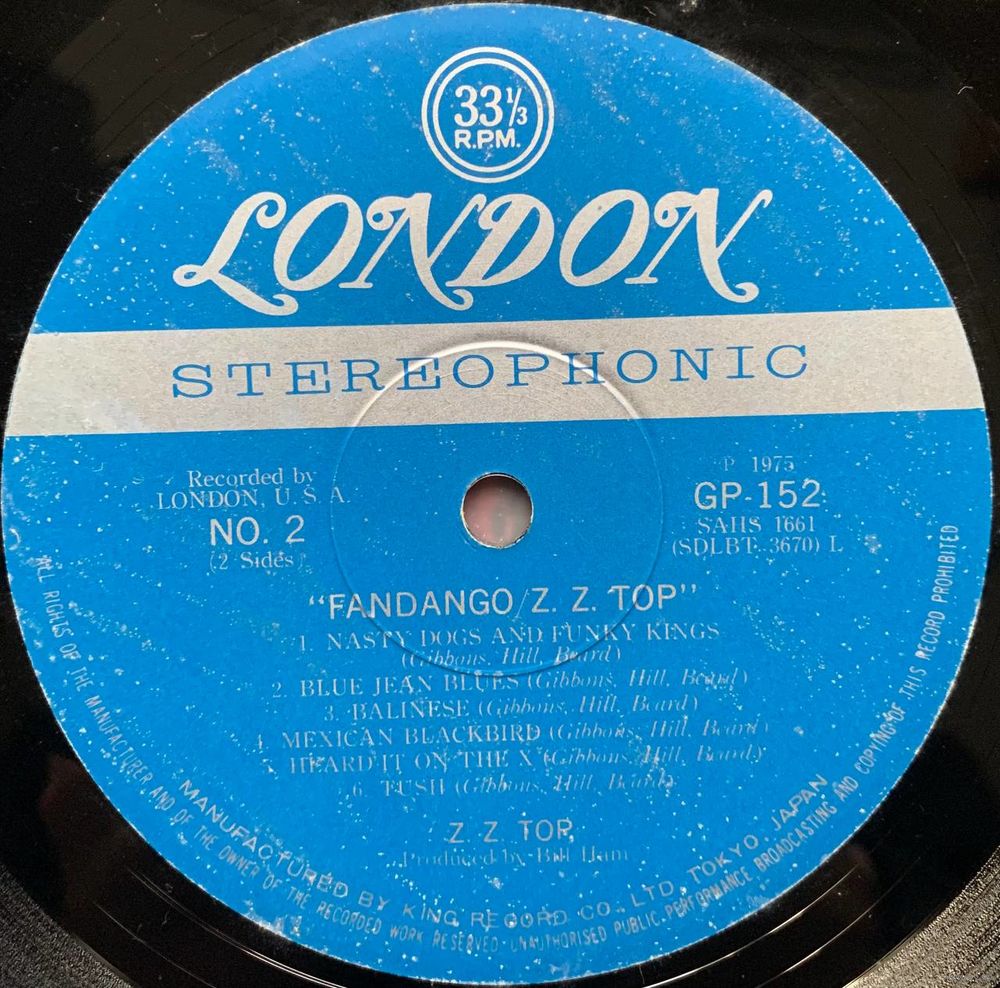 33⅓
R.P.M.
LONDON
STEREOPHONIC
Recorded by
LONDON, U. S. A.
NO. 2
(2 Sides)
P 1975
GP-152
SAHS 1661
(SDLBT 3670) L
"FANDANGO/Z. Z. TOP"
1. NASTY DOGS AND FUNKY KINGS
(Gibbons, Hill, Beard)
2. BLUE JEAN BLUES (Gibbons, Hill, Beard)
3. BALINESE (Gibbons, Hill, Beard)
4. MEXICAN BLACKBIRD (Gibbons, Hill, Beard)
5. HEARD IT ON THE X (Gibbons, Hill, Beard)
6. TUSH (Gibbons, Hill, Beard)
Z. Z. TOP
Produced by Bill Ham
MANUFACTURED BY KING RECORD CO., LTD. TOKYO, JAPAN
ALL RIGHTS OF THE MANUFACTURER AND OF THE OWNER OF THE RECORDED WORK RESERVED · UNAUTHORISED PUBLIC PERFORMANCE BROADCASTING AND COPYING OF THIS RECORD PROHIBITED